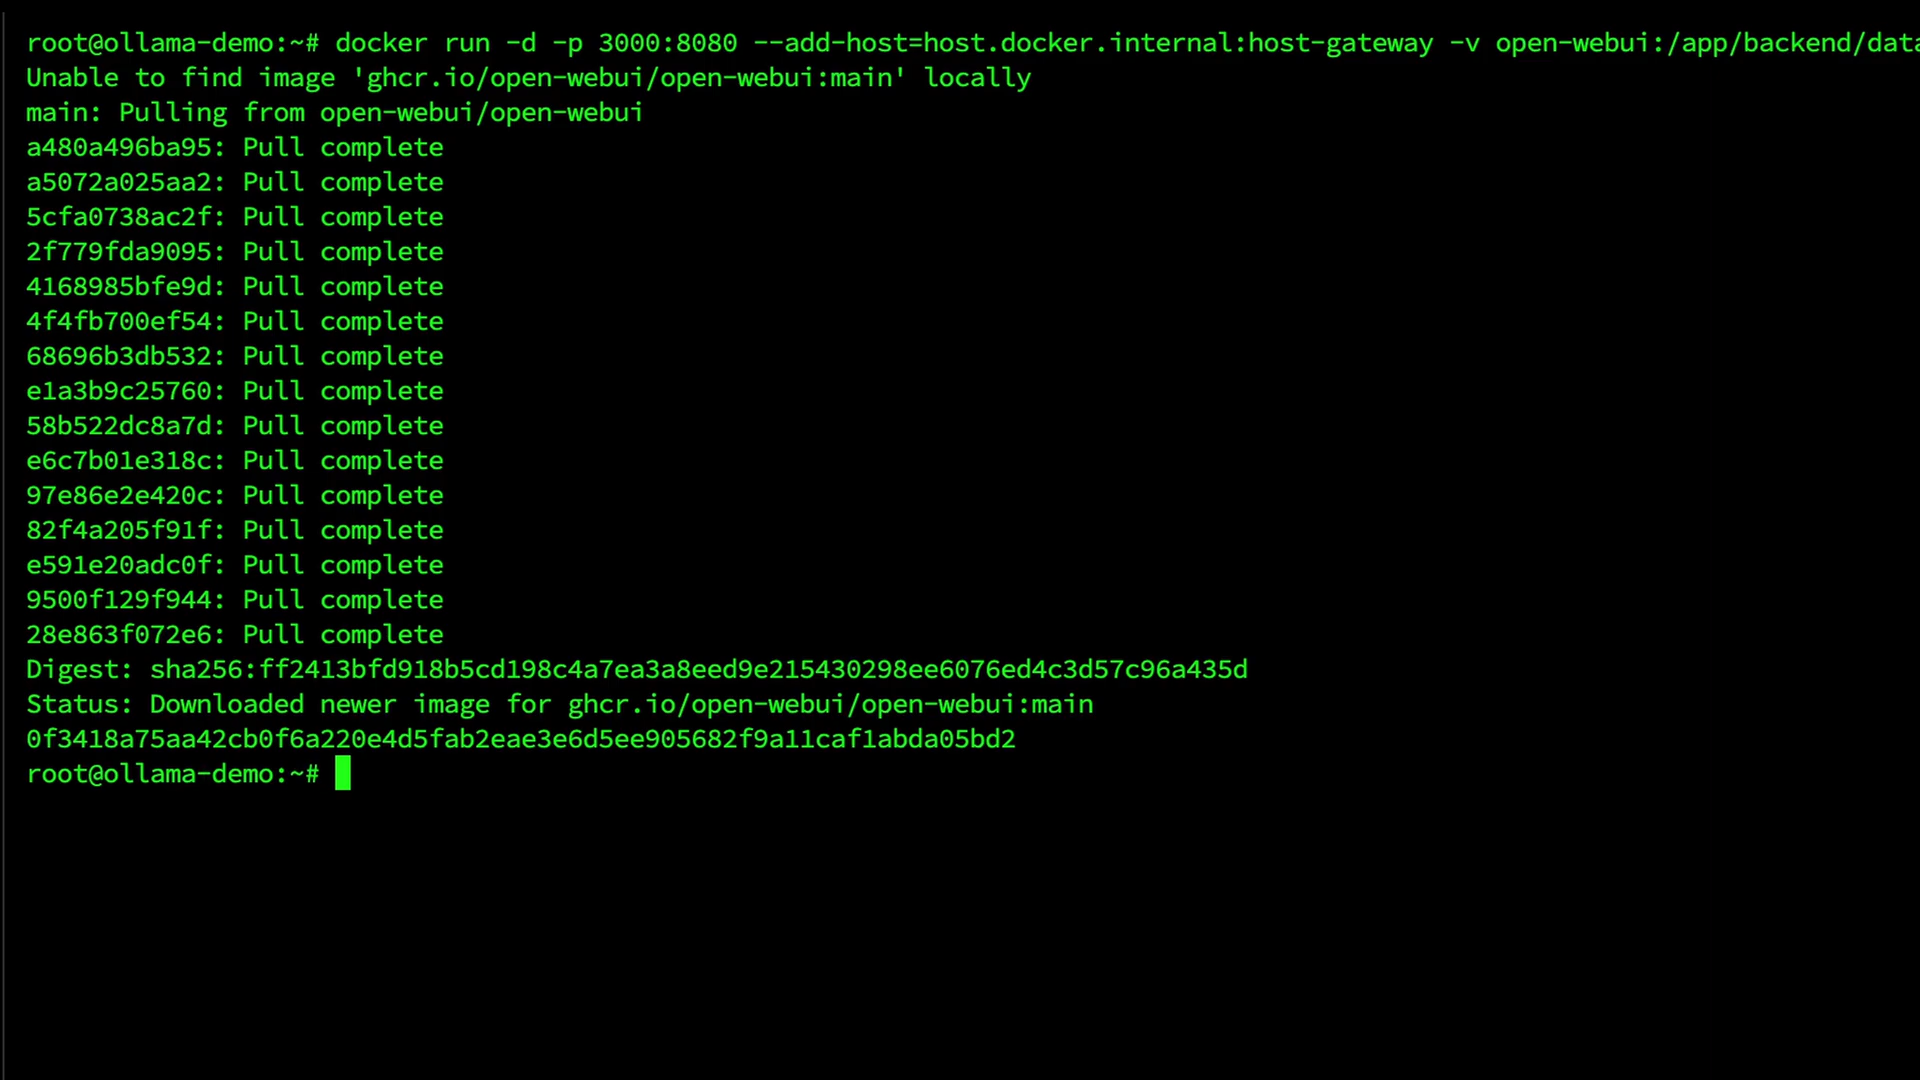 root@ollama-demo:~# docker run -d -p 3000:8080 --add-host=host.docker.internal:host-gateway -v open-webui:/app/backend/data
Unable to find image 'ghcr.io/open-webui/open-webui:main' locally
main: Pulling from open-webui/open-webui
a480a496ba95: Pull complete
a5072a025aa2: Pull complete
5cfa0738ac2f: Pull complete
2f779fda9095: Pull complete
4168985bfe9d: Pull complete
4f4fb700ef54: Pull complete
68696b3db532: Pull complete
e1a3b9c25760: Pull complete
58b522dc8a7d: Pull complete
e6c7b01e318c: Pull complete
97e86e2e420c: Pull complete
82f4a205f91f: Pull complete
e591e20adc0f: Pull complete
9500f129f944: Pull complete
28e863f072e6: Pull complete
Digest: sha256:ff2413bfd918b5cd198c4a7ea3a8eed9e215430298ee6076ed4c3d57c96a435d
Status: Downloaded newer image for ghcr.io/open-webui/open-webui:main
0f3418a75aa42cb0f6a220e4d5fab2eae3e6d5ee905682f9a11caf1abda05bd2
root@ollama-demo:~#